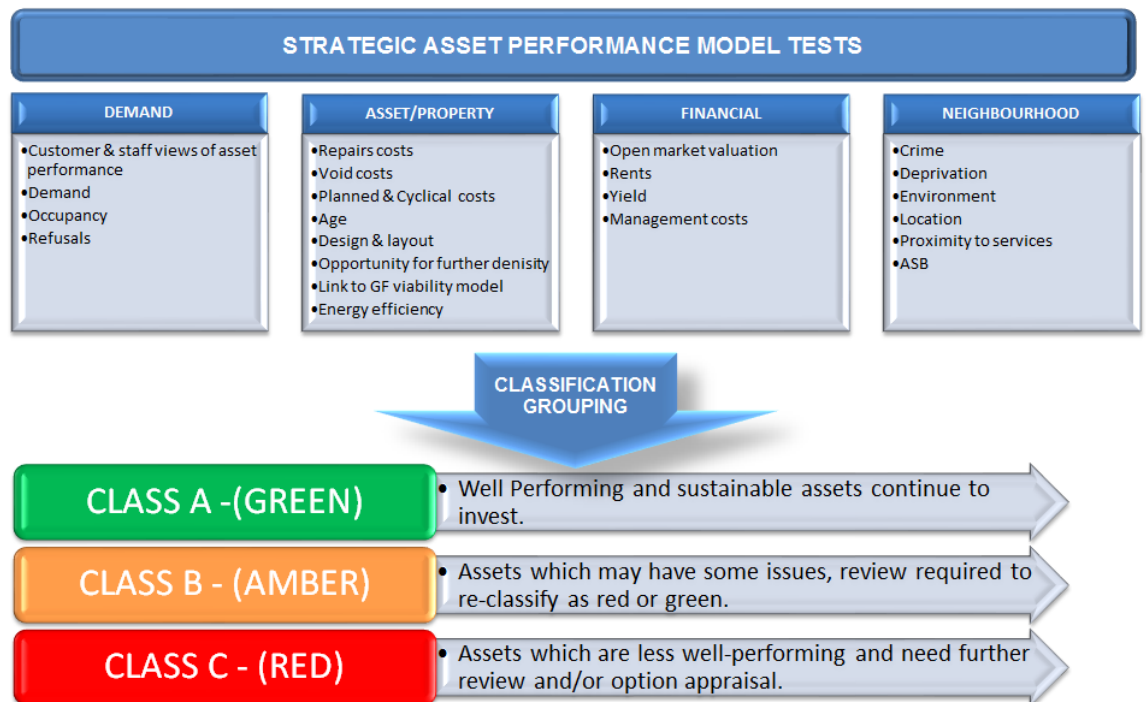 STRATEGIC ASSET PERFORMANCE MODEL TESTS
DEMAND
•Customer & staff views of asset
performance
•Demand
•Occupancy
•Refusals
ASSET/PROPERTY
•Repairs costs
•Void costs
•Planned & Cyclical costs
•Age
•Design & layout
•Opportunity for further denisity
•Link to GF viability model
•Energy efficiency
FINANCIAL
•Open market valuation
•Rents
•Yield
•Management costs
NEIGHBOURHOOD
•Crime
•Deprivation
•Environment
•Location
•Proximity to services
•ASB
CLASSIFICATION
GROUPING
CLASS A -(GREEN)
• Well Performing and sustainable assets continue to
invest.
CLASS B - (AMBER)
• Assets which may have some issues, review required to
re-classify as red or green.
CLASS C - (RED)
• Assets which are less well-performing and need further
review and/or option appraisal.